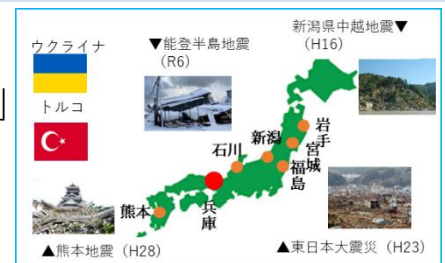 ウクライナ
トルコ
▼能登半島地震
(R6)
新潟県中越地震▼
(H16)
石川
新潟
岩手
宮城
福島
兵庫
熊本
▲熊本地震 (H28)
▲東日本大震災 (H23)